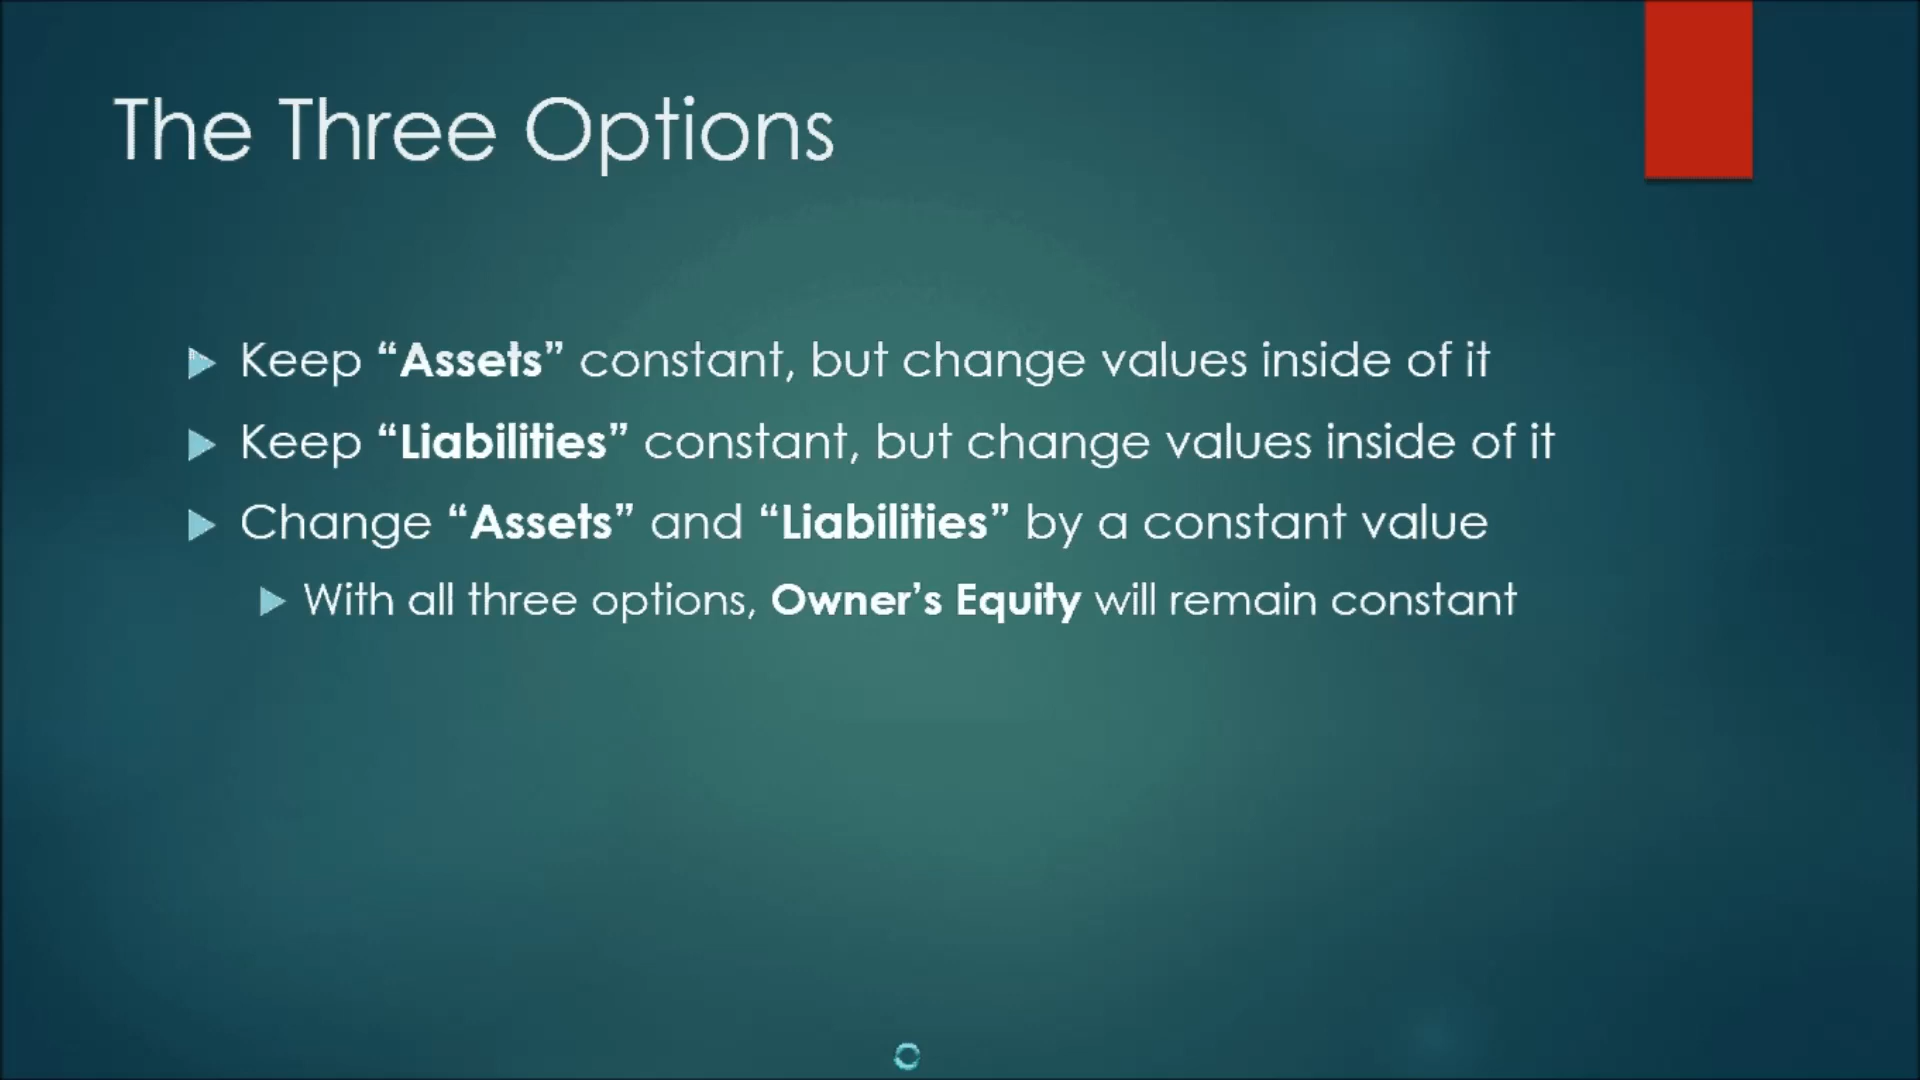 The Three Options
Keep “Assets” constant, but change values inside of it
Keep “Liabilities” constant, but change values inside of it
Change “Assets” and “Liabilities” by a constant value
With all three options, Owner’s Equity will remain constant